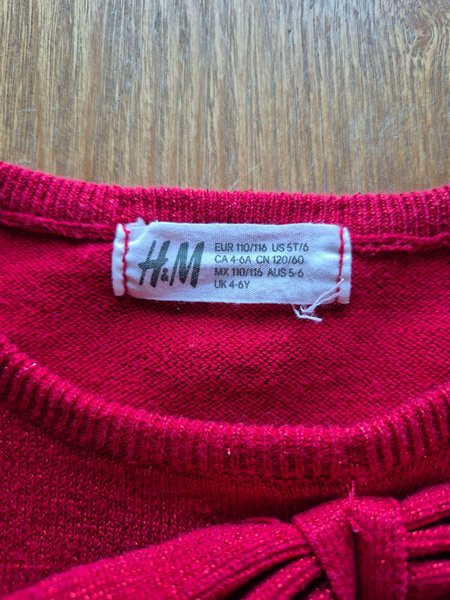 H&M
EUR 110/116 US 5T/6
CA 4-6A CN 120/60
MX 110/116 AUS 5-6
UK 4-6Y